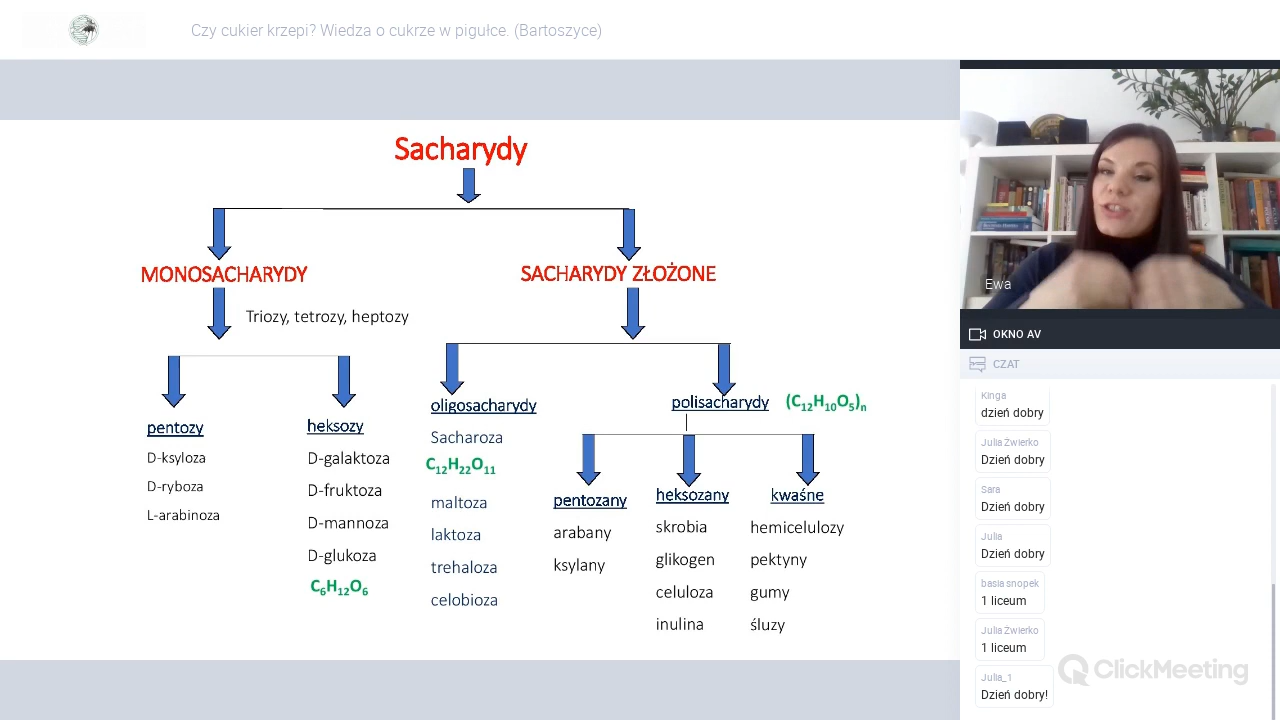 Czy cukier krzepi? Wiedza o cukrze w pigułce. (Bartoszyce)
Sacharydy
MONOSACHARYDY
SACHARYDY ZŁOŻONE
Triozy, tetrozy, heptozy
pentozy
D-ksyloza
D-ryboza
L-arabinoza
heksozy
D-galaktoza
D-fruktoza
D-mannoza
D-glukoza
C6H12O6
oligosacharydy
Sacharoza
C12H22O11
maltoza
laktoza
trehaloza
celobioza
polisacharydy (C12H10O5)n
pentozany
arabany
ksylany
heksozany
skrobia
glikogen
celuloza
inulina
kwaśne
hemicelulozy
pektyny
gumy
śluzy
Ewa
OKNO AV
CZAT
Kinga
dzień dobry
Julia Żwierko
Dzień dobry
Sara
Dzień dobry
Julia
Dzień dobry
basia snopek
1 liceum
Julia Żwierko
1 liceum
Julia_1
Dzień dobry!
ClickMeeting